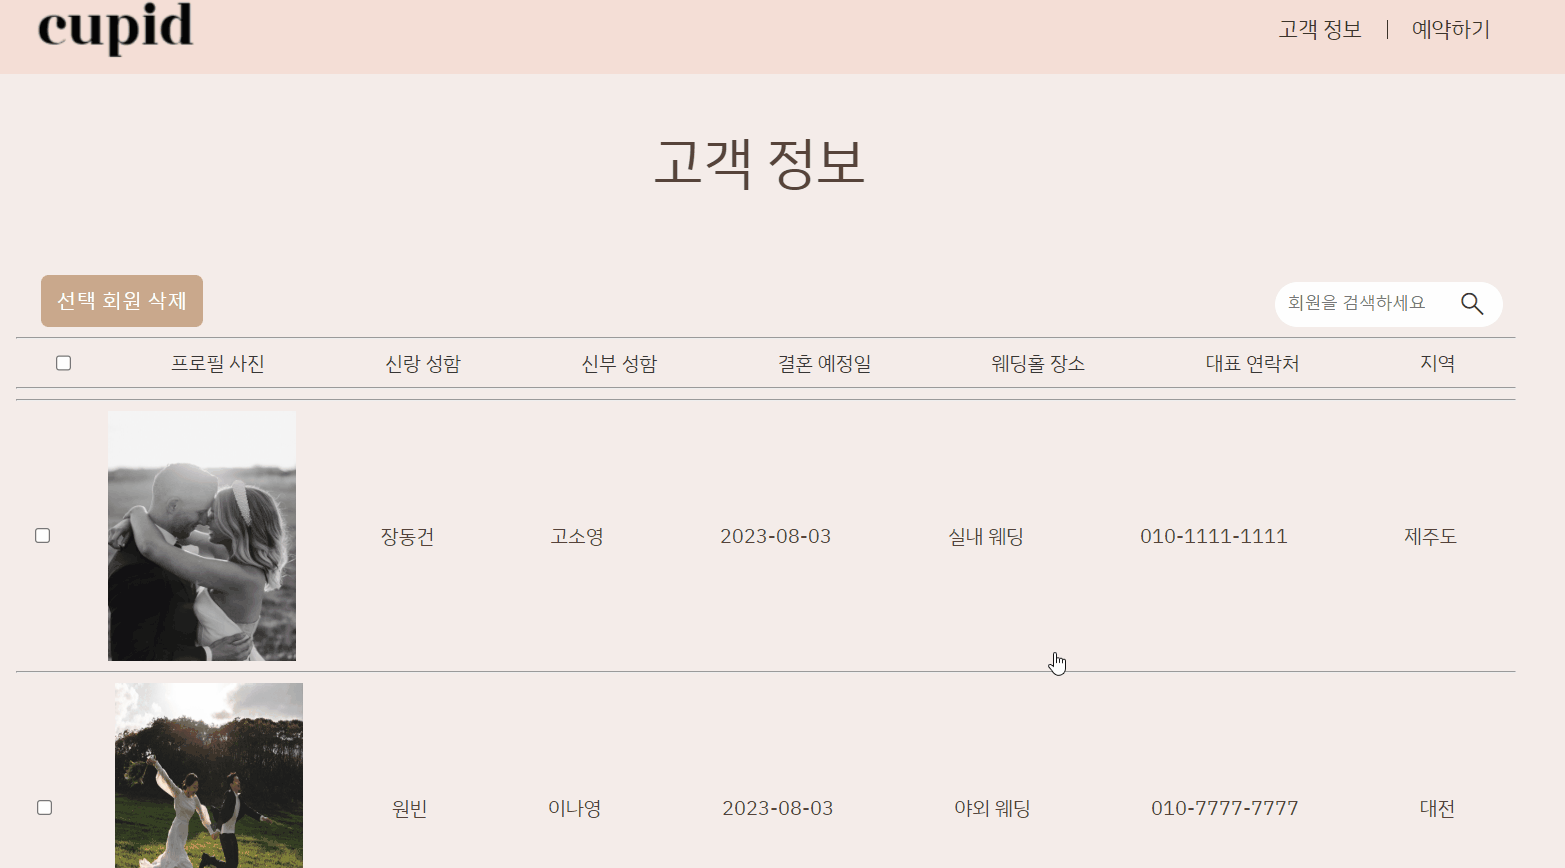 cupid
고객 정보 | 예약하기
고객 정보
선택 회원 삭제
회원을 검색하세요
프로필 사진 신랑 성함 신부 성함 결혼 예정일 웨딩홀 장소 대표 연락처 지역
장동건 고소영 2023-08-03 실내 웨딩 010-1111-1111 제주도
원빈 이나영 2023-08-03 야외 웨딩 010-7777-7777 대전